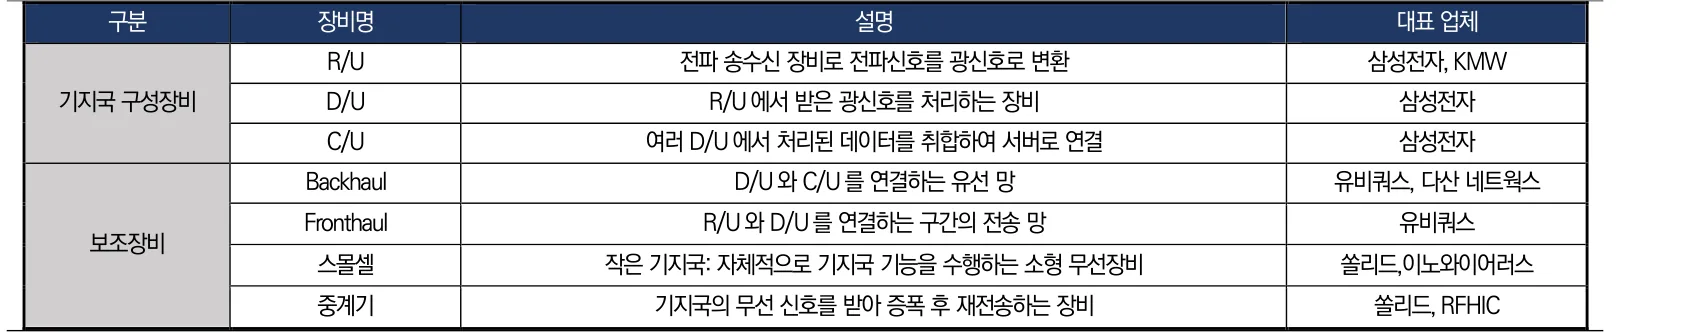 구분 장비명 설명 대표 업체
기지국 구성장비
R/U 전파 송수신 장비로 전파신호를 광신호로 변환 삼성전자, KMW
D/U R/U에서 받은 광신호를 처리하는 장비 삼성전자
C/U 여러 D/U에서 처리된 데이터를 취합하여 서버로 연결 삼성전자
보조장비
Backhaul D/U와 C/U를 연결하는 유선 망 유비쿼스, 다산 네트웍스
Fronthaul R/U와 D/U를 연결하는 구간의 전송 망 유비쿼스
스몰셀 작은 기지국: 자체적으로 기지국 기능을 수행하는 소형 무선장비 쏠리드,이노와이어러스
중계기 기지국의 무선 신호를 받아 증폭 후 재전송하는 장비 쏠리드, RFHIC